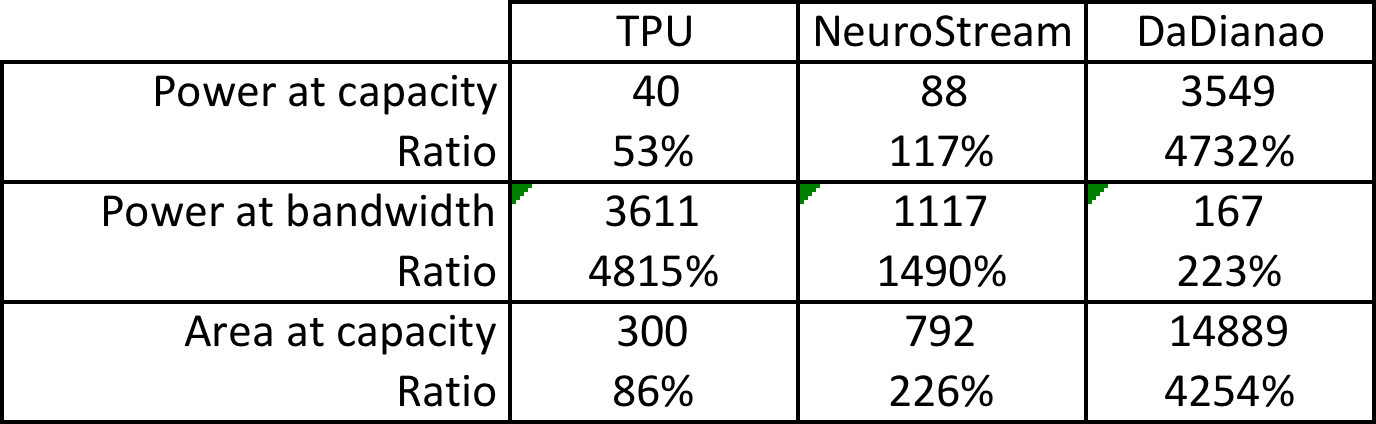 TPU NeuroStream DaDianao
Power at capacity 40 88 3549
Ratio 53% 117% 4732%
Power at bandwidth 3611 1117 167
Ratio 4815% 1490% 223%
Area at capacity 300 792 14889
Ratio 86% 226% 4254%